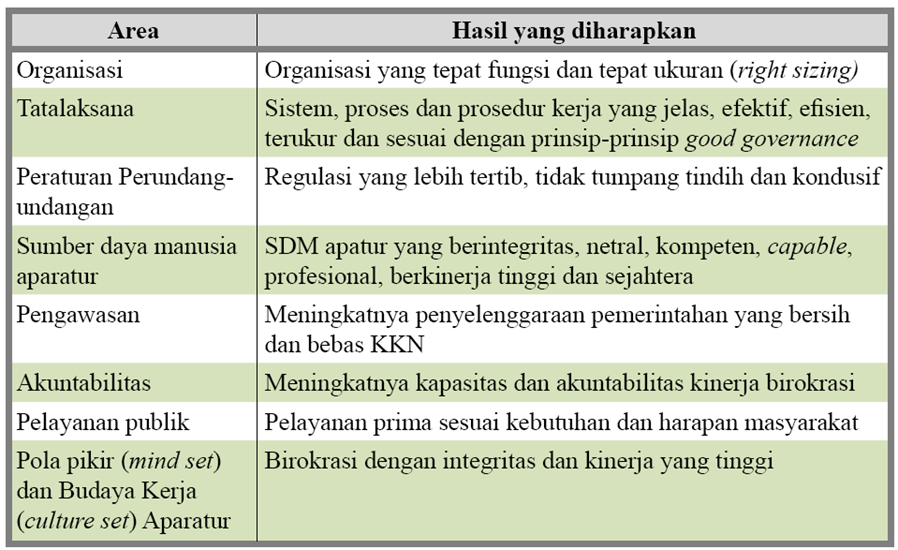 Area Hasil yang diharapkan
Organisasi Organisasi yang tepat fungsi dan tepat ukuran (right sizing)
Tatalaksana Sistem, proses dan prosedur kerja yang jelas, efektif, efisien,
terukur dan sesuai dengan prinsip-prinsip good governance
Peraturan Perundang- Regulasi yang lebih tertib, tidak tumpang tindih dan kondusif
undangan
Sumber daya manusia SDM apatur yang berintegritas, netral, kompeten, capable,
aparatur profesional, berkinerja tinggi dan sejahtera
Pengawasan Meningkatnya penyelenggaraan pemerintahan yang bersih
dan bebas KKN
Akuntabilitas Meningkatnya kapasitas dan akuntabilitas kinerja birokrasi
Pelayanan publik Pelayanan prima sesuai kebutuhan dan harapan masyarakat
Pola pikir (mind set) Birokrasi dengan integritas dan kinerja yang tinggi
dan Budaya Kerja
(culture set) Aparatur